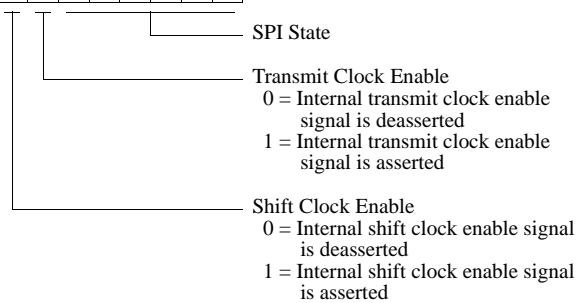 SPI State
Transmit Clock Enable
0 = Internal transmit clock enable
signal is deasserted
1 = Internal transmit clock enable
signal is asserted
Shift Clock Enable
0 = Internal shift clock enable signal
is deasserted
1 = Internal shift clock enable signal
is asserted